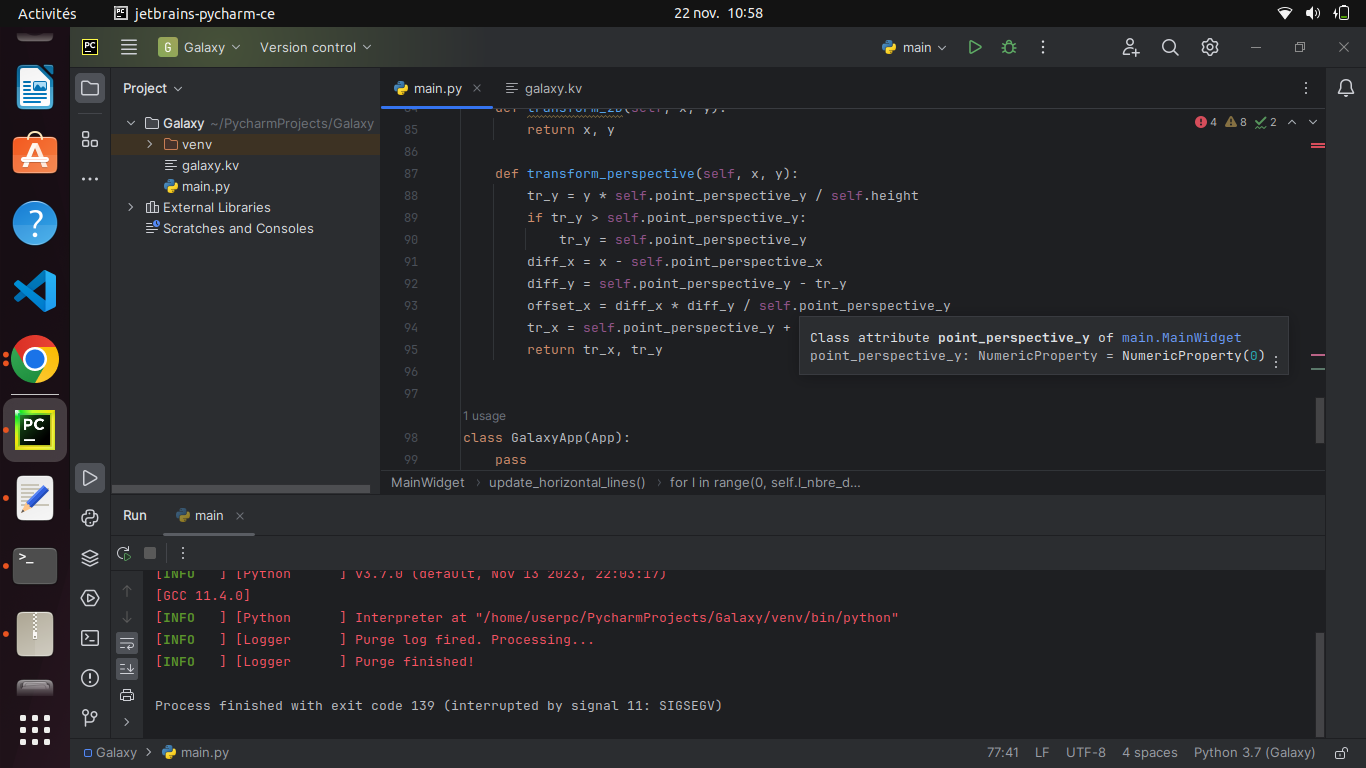 Activités
jetbrains-pycharm-ce
22 nov. 10:58
PC
G Galaxy
Version control
main
Project
main.py
galaxy.kv
Galaxy ~/PycharmProjects/Galaxy
venv
galaxy.kv
main.py
External Libraries
Scratches and Consoles
4 8 2
84 def transform_2D(self, x, y):
85 return x, y
86
87 def transform_perspective(self, x, y):
88 tr_y = y * self.point_perspective_y / self.height
89 if tr_y > self.point_perspective_y:
90 tr_y = self.point_perspective_y
91 diff_x = x - self.point_perspective_x
92 diff_y = self.point_perspective_y - tr_y
93 offset_x = diff_x * diff_y / self.point_perspective_y
94 tr_x = self.point_perspective_y +
95 return tr_x, tr_y
96
97
Class attribute point_perspective_y of main.MainWidget
point_perspective_y: NumericProperty = NumericProperty(0)
1 usage
98 class GalaxyApp(App):
99 pass
MainWidget
update_horizontal_lines()
for I in range(0, self.I_nbre_d...
Run
main
[INFO ] [Python ] v3.7.0 (default, Nov 13 2023, 22:03:17)
[GCC 11.4.0]
[INFO ] [Python ] Interpreter at "/home/userpc/PycharmProjects/Galaxy/venv/bin/python"
[INFO ] [Logger ] Purge log fired. Processing...
[INFO ] [Logger ] Purge finished!
Process finished with exit code 139 (interrupted by signal 11: SIGSEGV)
PC
Galaxy
main.py
77:41
LF
UTF-8
4 spaces
Python 3.7 (Galaxy)